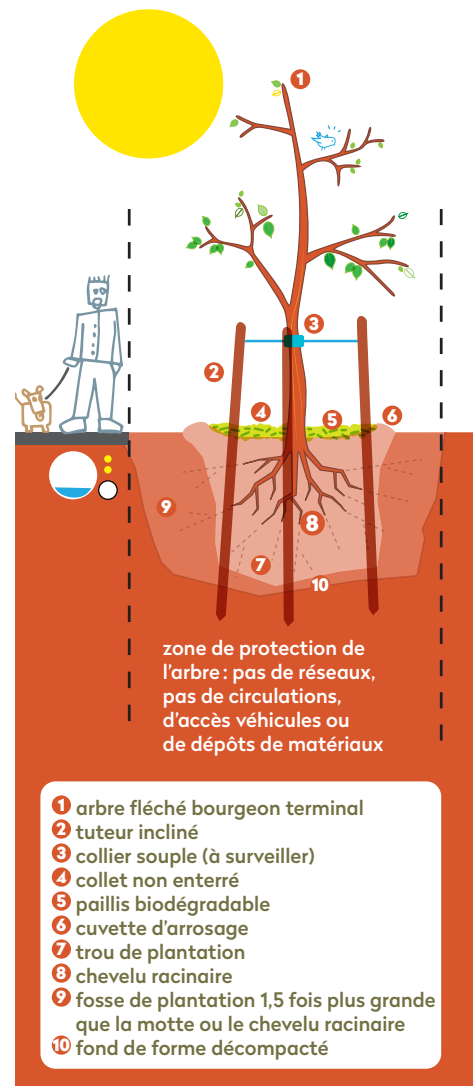 1
3
2
4
5
6
9
8
7
10
zone de protection de
l'arbre : pas de réseaux,
pas de circulations,
d'accès véhicules ou
de dépôts de matériaux
1 arbre fléché bourgeon terminal
2 tuteur incliné
3 collier souple (à surveiller)
4 collet non enterré
5 paillis biodégradable
6 cuvette d'arrosage
7 trou de plantation
8 chevelu racinaire
9 fosse de plantation 1,5 fois plus grande
que la motte ou le chevelu racinaire
10 fond de forme décompacté